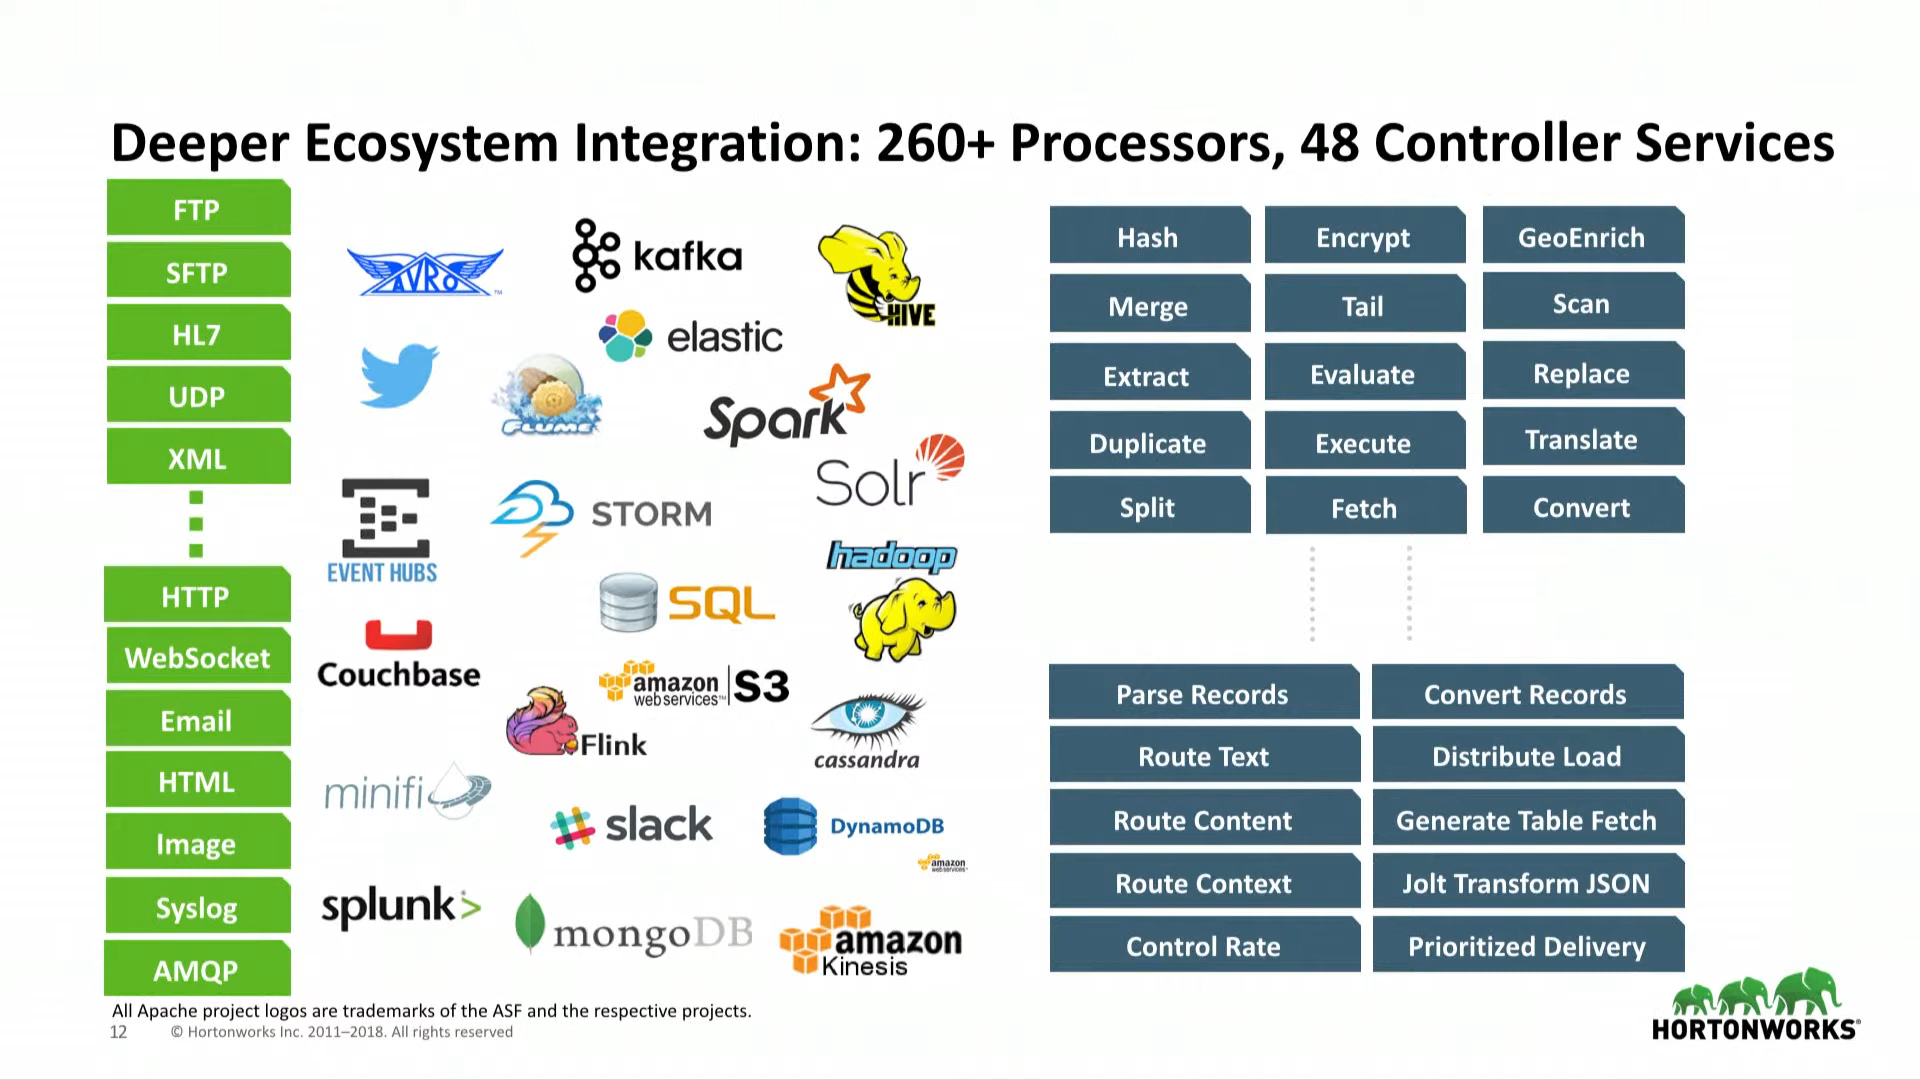 Deeper Ecosystem Integration: 260+ Processors, 48 Controller Services
FTP
SFTP
HL7
UDP
XML
HTTP
WebSocket
Email
HTML
Image
Syslog
AMQP
AVRO™
kafka
HIVE
elastic
FLUME
Spark
Solr
EVENT HUBS
STORM
hadoop
SQL
Couchbase
amazon
webservices™
S3
Flink
cassandra
minifi
slack
DynamoDB
amazon
webservices™
splunk>
mongoDB
amazon
Kinesis
Hash
Encrypt
GeoEnrich
Merge
Tail
Scan
Extract
Evaluate
Replace
Duplicate
Execute
Translate
Split
Fetch
Convert
Parse Records
Convert Records
Route Text
Distribute Load
Route Content
Generate Table Fetch
Route Context
Jolt Transform JSON
Control Rate
Prioritized Delivery
All Apache project logos are trademarks of the ASF and the respective projects.
12 © Hortonworks Inc. 2011–2018. All rights reserved
HORTONWORKS®